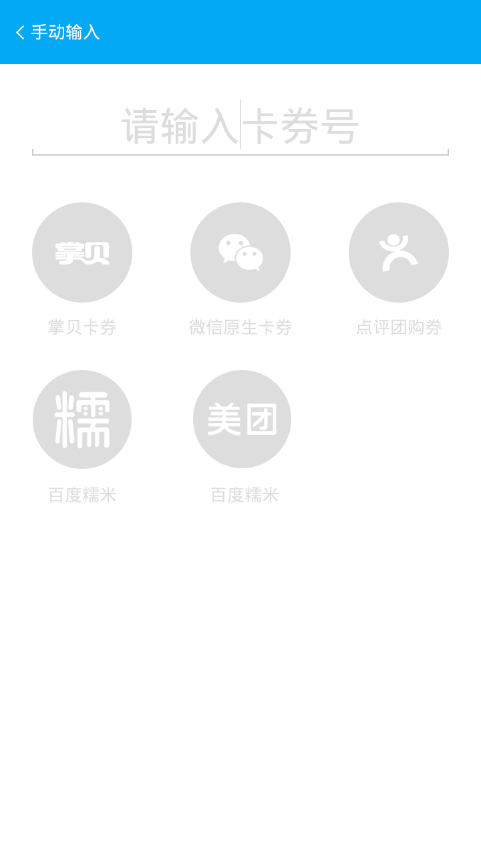 手动输入
请输入卡券号
掌贝
掌贝卡券
微信原生卡券
点评团购券
糯
美团
百度糯米
百度糯米